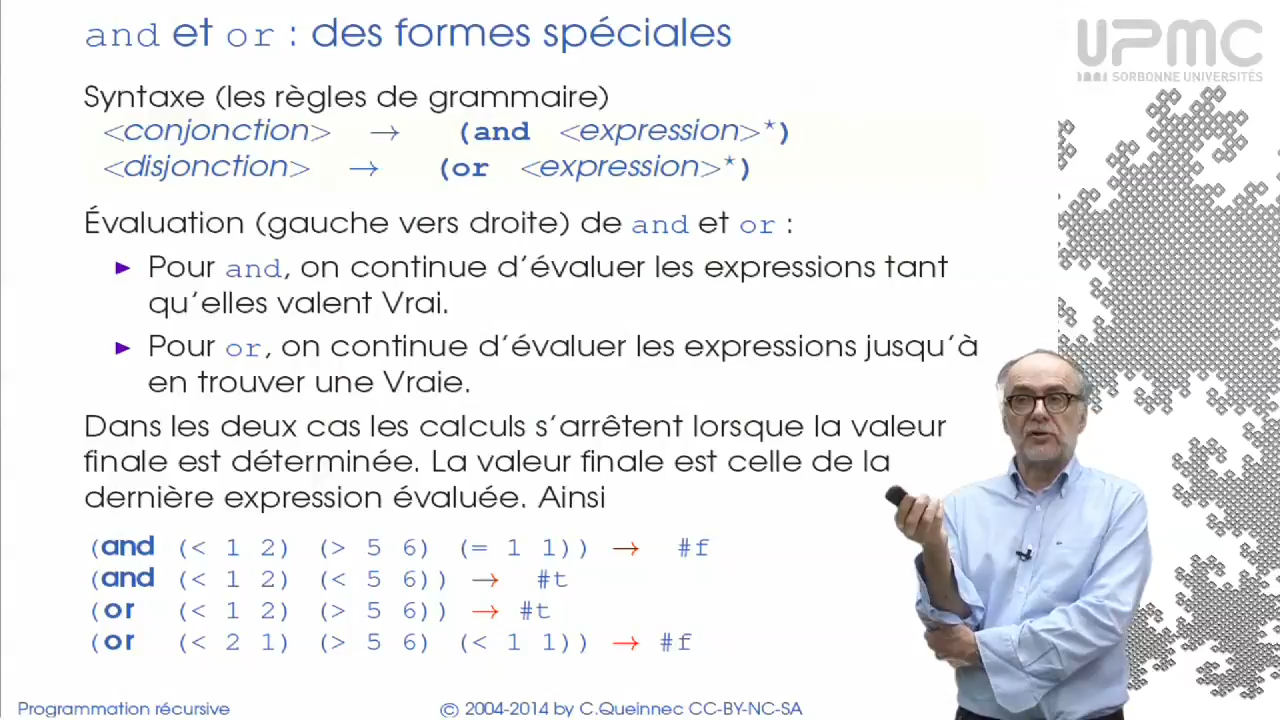 and et or : des formes spéciales
UPMC
SORBONNE UNIVERSITÉS
Syntaxe (les règles de grammaire)
<conjonction> → (and <expression>*)
<disjonction> → (or <expression>*)
Évaluation (gauche vers droite) de and et or :
► Pour and, on continue d'évaluer les expressions tant
qu'elles valent Vrai.
► Pour or, on continue d'évaluer les expressions jusqu'à
en trouver une Vraie.
Dans les deux cas les calculs s'arrêtent lorsque la valeur
finale est déterminée. La valeur finale est celle de la
dernière expression évaluée. Ainsi
(and (< 1 2) (> 5 6) (= 1 1)) → #f
(and (< 1 2) (< 5 6)) → #t
(or (< 1 2) (> 5 6)) → #t
(or (< 2 1) (> 5 6) (< 1 1)) → #f
Programmation récursive
© 2004-2014 by C.Queinnec CC-BY-NC-SA